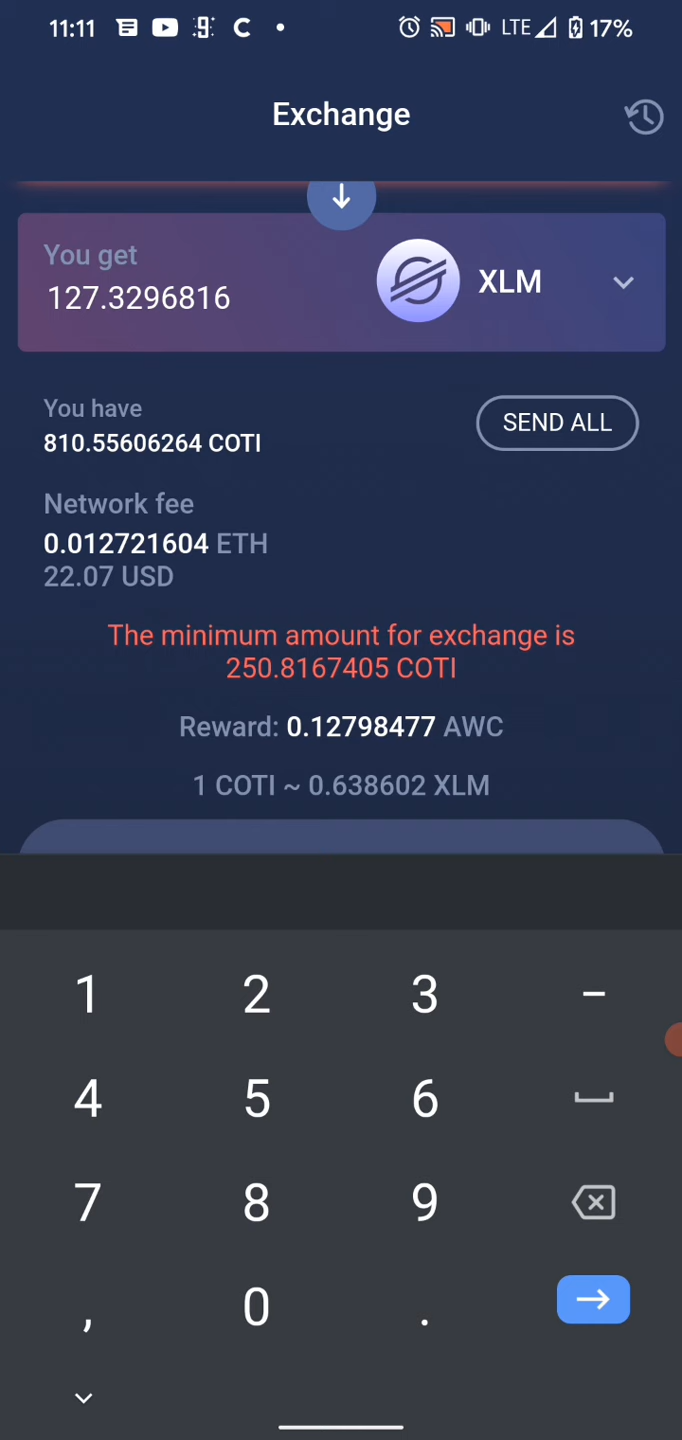 11:11 LTE 17%
Exchange
You get
127.3296816
XLM
You have
810.55606264 COTI
SEND ALL
Network fee
0.012721604 ETH
22.07 USD
The minimum amount for exchange is
250.8167405 COTI
Reward: 0.12798477 AWC
1 COTI ~ 0.638602 XLM
1 2 3 -
4 5 6
7 8 9
, 0 .